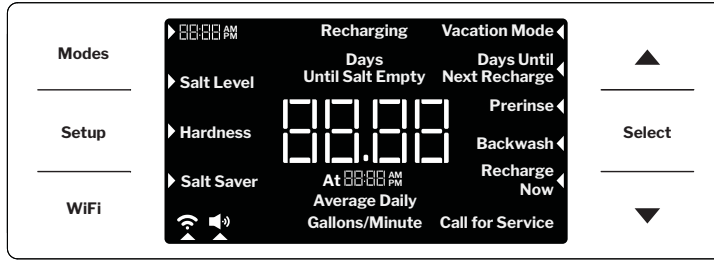 Modes
Setup
WiFi
88:88 AM PM
Salt Level
Hardness
Salt Saver
Recharging
Days
Until Salt Empty
88.88
At 88:88 AM PM
Average Daily
Gallons/Minute
Vacation Mode
Days Until
Next Recharge
Prerinse
Backwash
Recharge
Now
Call for Service
Select